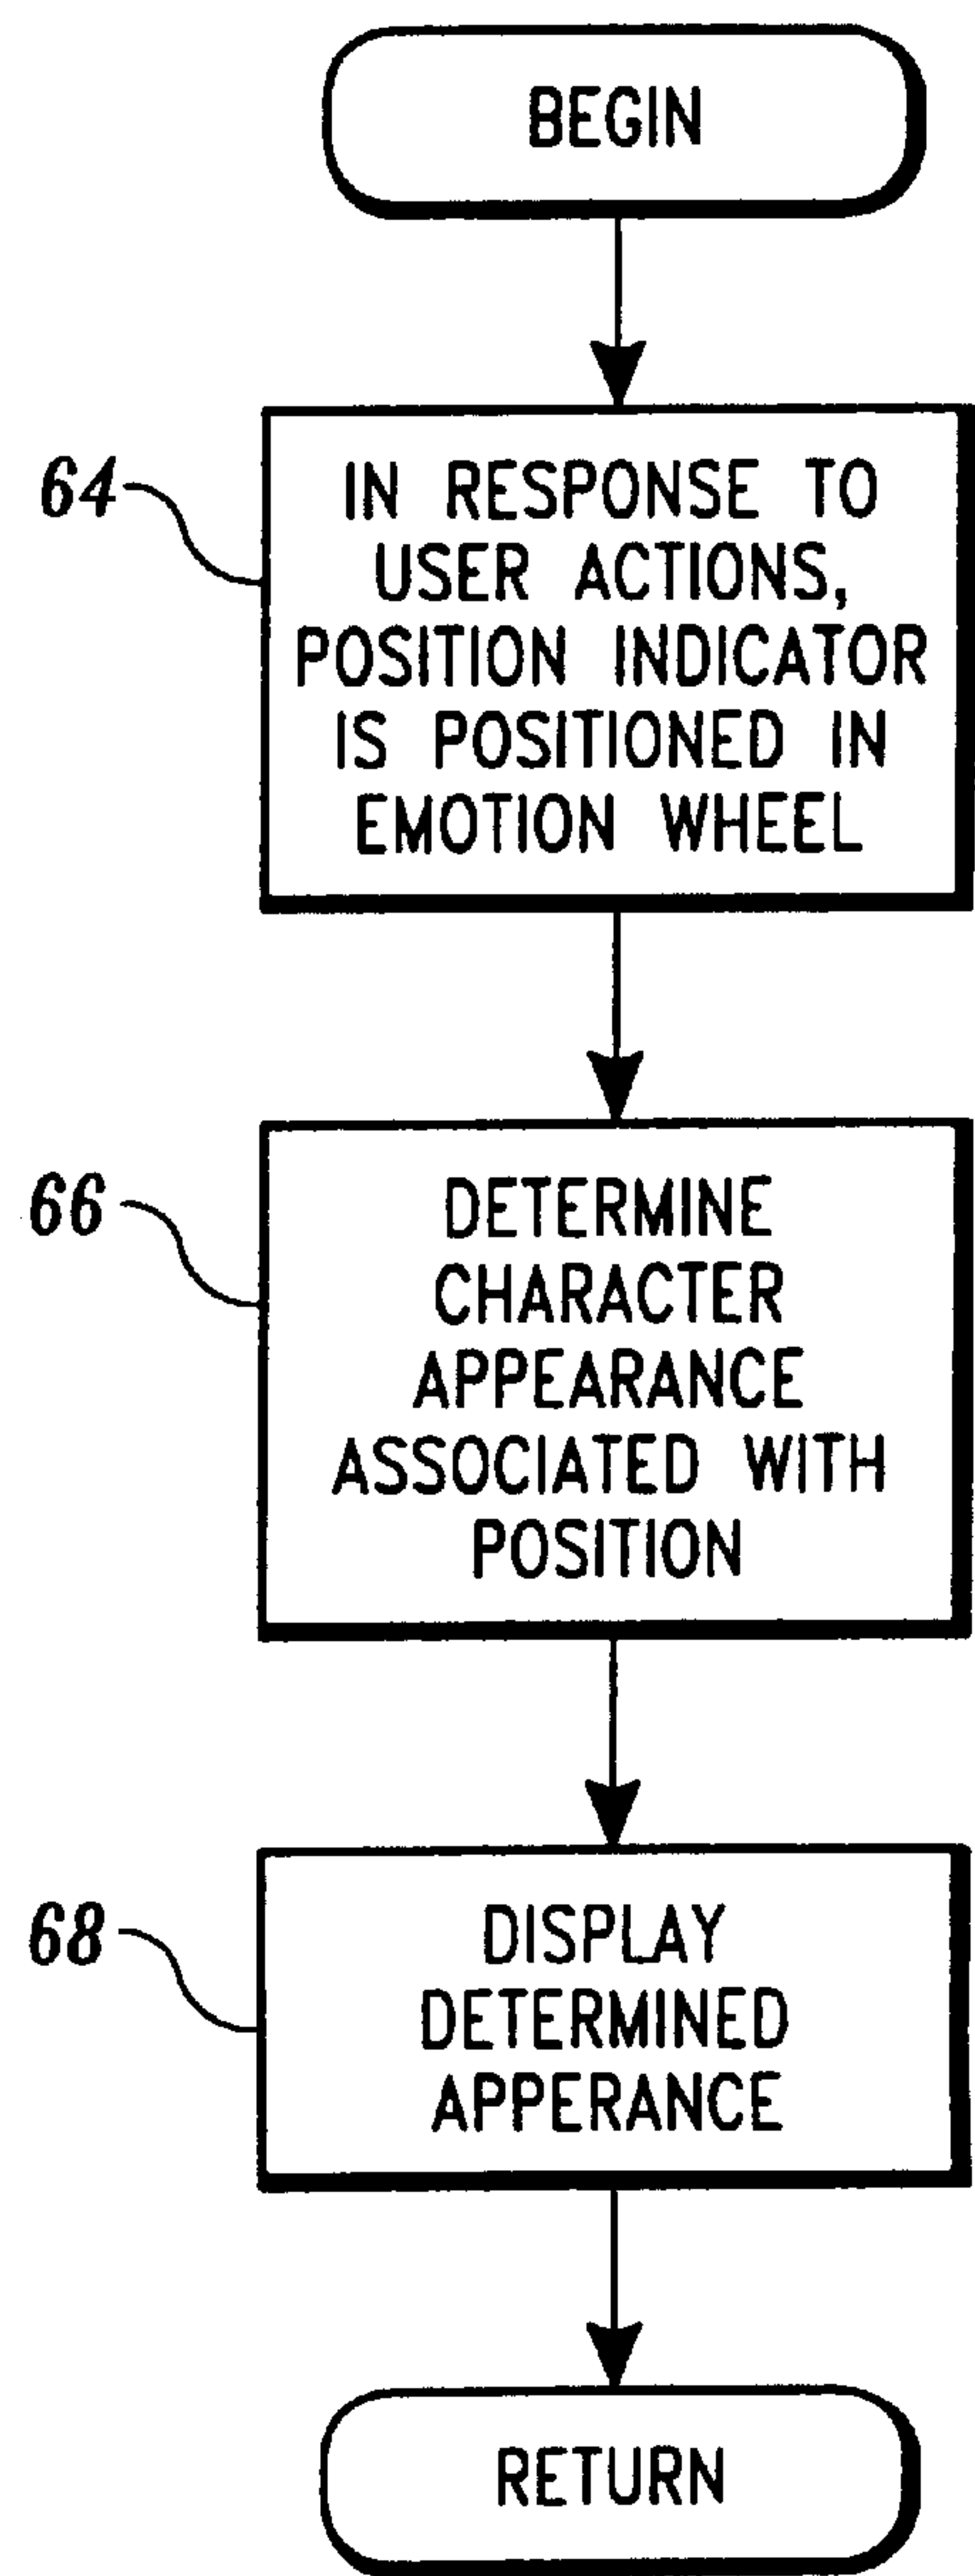 BEGIN
64
IN RESPONSE TO
USER ACTIONS,
POSITION INDICATOR
IS POSITIONED IN
EMOTION WHEEL
66
DETERMINE
CHARACTER
APPEARANCE
ASSOCIATED WITH
POSITION
68
DISPLAY
DETERMINED
APPERANCE
RETURN